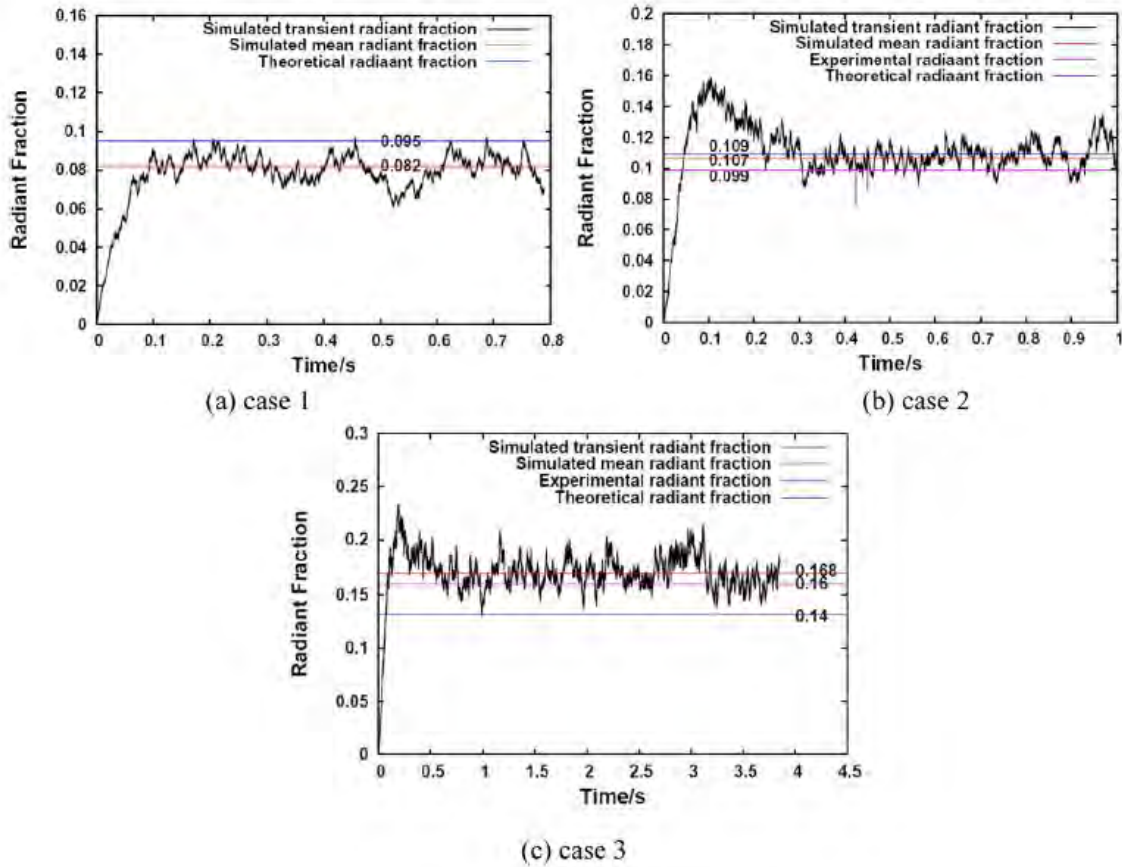 0.16
0.14
0.12
0.1
0.08
0.06
0.04
0.02
0
Radiant Fraction
Simulated transient radiant fraction
Simulated mean radiant fraction
Theoretical radiaant fraction
0.095
0.082
0 0.1 0.2 0.3 0.4 0.5 0.6 0.7 0.8
Time/s
(a) case 1
0.2
0.18
0.16
0.14
0.12
0.1
0.08
0.06
0.04
0.02
0
Radiant Fraction
Simulated transient radiant fraction
Simulated mean radiant fraction
Experimental radiaant fraction
Theoretical radiaant fraction
0.109
0.107
0.099
0 0.1 0.2 0.3 0.4 0.5 0.6 0.7 0.8 0.9 1
Time/s
(b) case 2
0.3
0.25
0.2
0.15
0.1
0.05
0
Radiant Fraction
Simulated transient radiant fraction
Simulated mean radiant fraction
Experimental radiant fraction
Theoretical radiant fraction
0.168
0.16
0.14
0 0.5 1 1.5 2 2.5 3 3.5 4 4.5
Time/s
(c) case 3